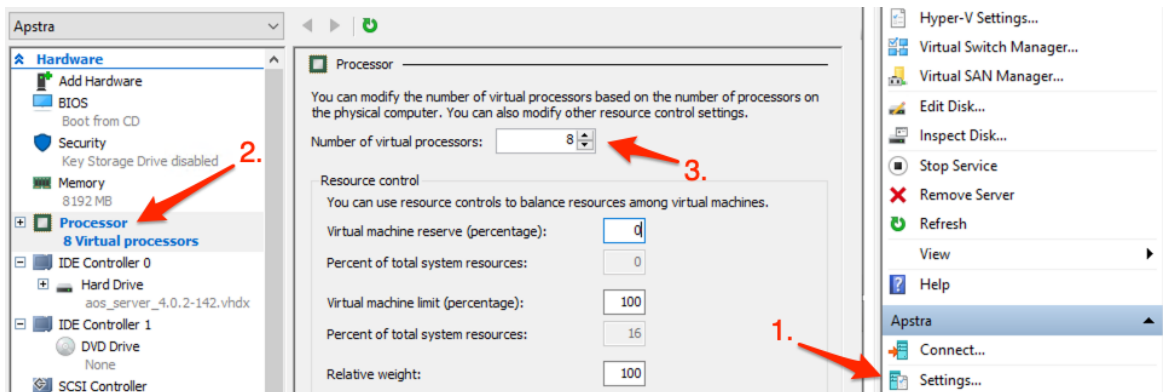 Apstra
Hardware
Add Hardware
BIOS
Boot from CD
Security
Key Storage Drive disabled
2.
Memory
8192 MB
Processor
8 Virtual processors
IDE Controller 0
Hard Drive
aos_server_4.0.2-142.vhdx
IDE Controller 1
DVD Drive
None
SCSI Controller
Processor
You can modify the number of virtual processors based on the number of processors on
the physical computer. You can also modify other resource control settings.
Number of virtual processors: 8
3.
Resource control
You can use resource controls to balance resources among virtual machines.
Virtual machine reserve (percentage): 0
Percent of total system resources: 0
Virtual machine limit (percentage): 100
Percent of total system resources: 16
Relative weight: 100
1.
Hyper-V Settings...
Virtual Switch Manager...
Virtual SAN Manager...
Edit Disk...
Inspect Disk...
Stop Service
Remove Server
Refresh
View
Help
Apstra
Connect...
Settings...